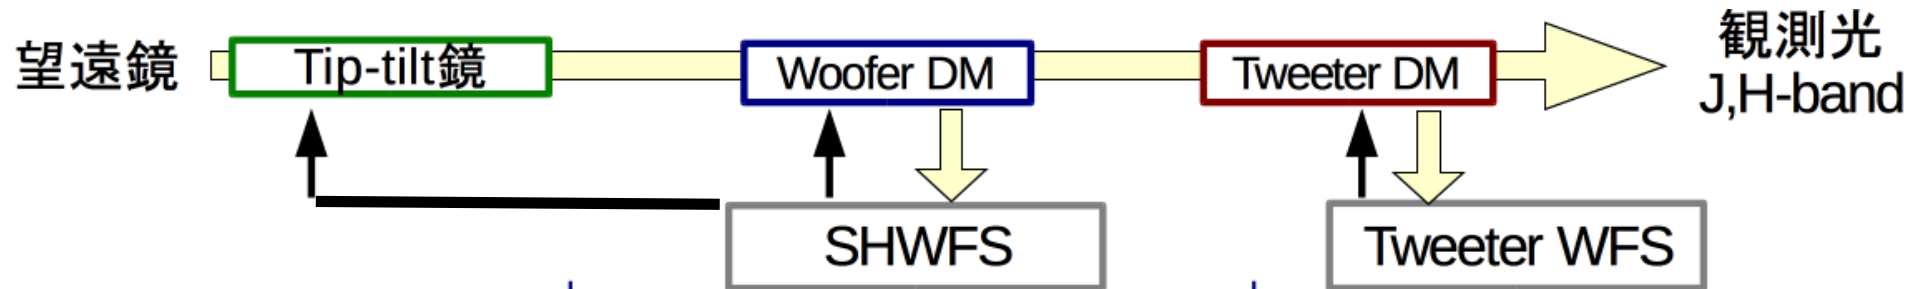 望遠鏡
Tip-tilt鏡
Woofer DM
Tweeter DM
観測光
J,H-band
SHWFS
Tweeter WFS